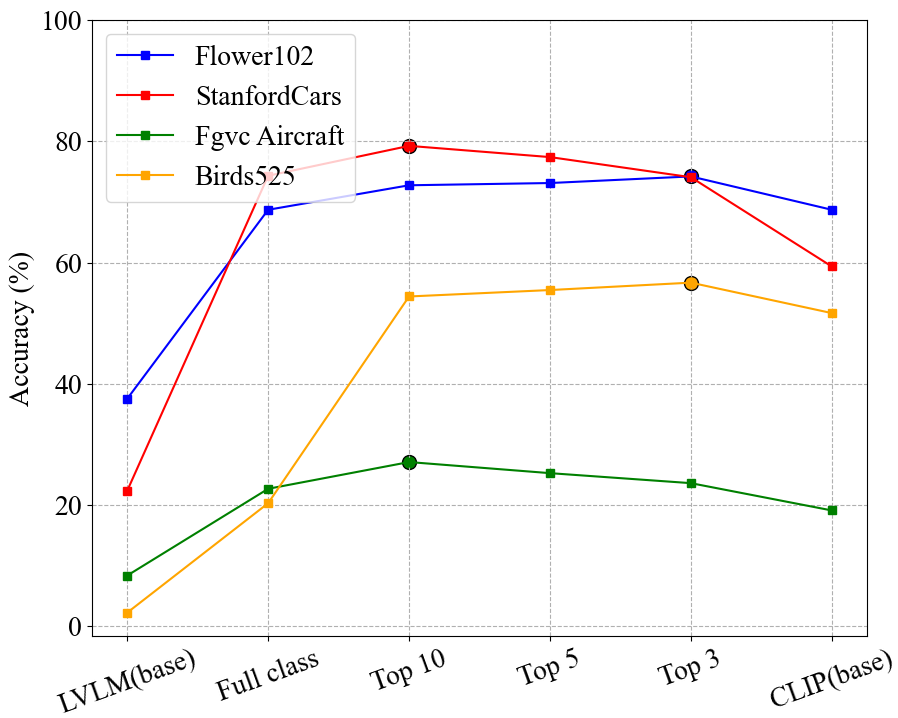 100
80
60
40
20
0
Accuracy (%)
Flower102
StanfordCars
Fgvc Aircraft
Birds525
LVLM(base)
Full class
Top 10
Top 5
Top 3
CLIP(base)